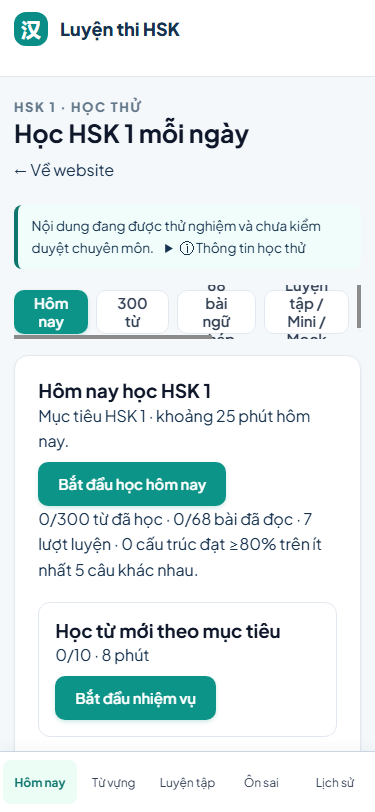 汉 Luyện thi HSK
HSK 1 · HỌC THỬ
Học HSK 1 mỗi ngày
← Về website
Nội dung đang được thử nghiệm và chưa kiểm
duyệt chuyên môn. ▶ ⓘ Thông tin học thử
Hôm
nay
300
từ
68
bài
ngữ
pháp
Luyện
tập /
Mini /
Mock
Hôm nay học HSK 1
Mục tiêu HSK 1 · khoảng 25 phút hôm
nay.
Bắt đầu học hôm nay
0/300 từ đã học · 0/68 bài đã đọc · 7
lượt luyện · 0 cấu trúc đạt ≥80% trên ít
nhất 5 câu khác nhau.
Học từ mới theo mục tiêu
0/10 · 8 phút
Bắt đầu nhiệm vụ
Hôm nay
Từ vựng
Luyện tập
Ôn sai
Lịch sử